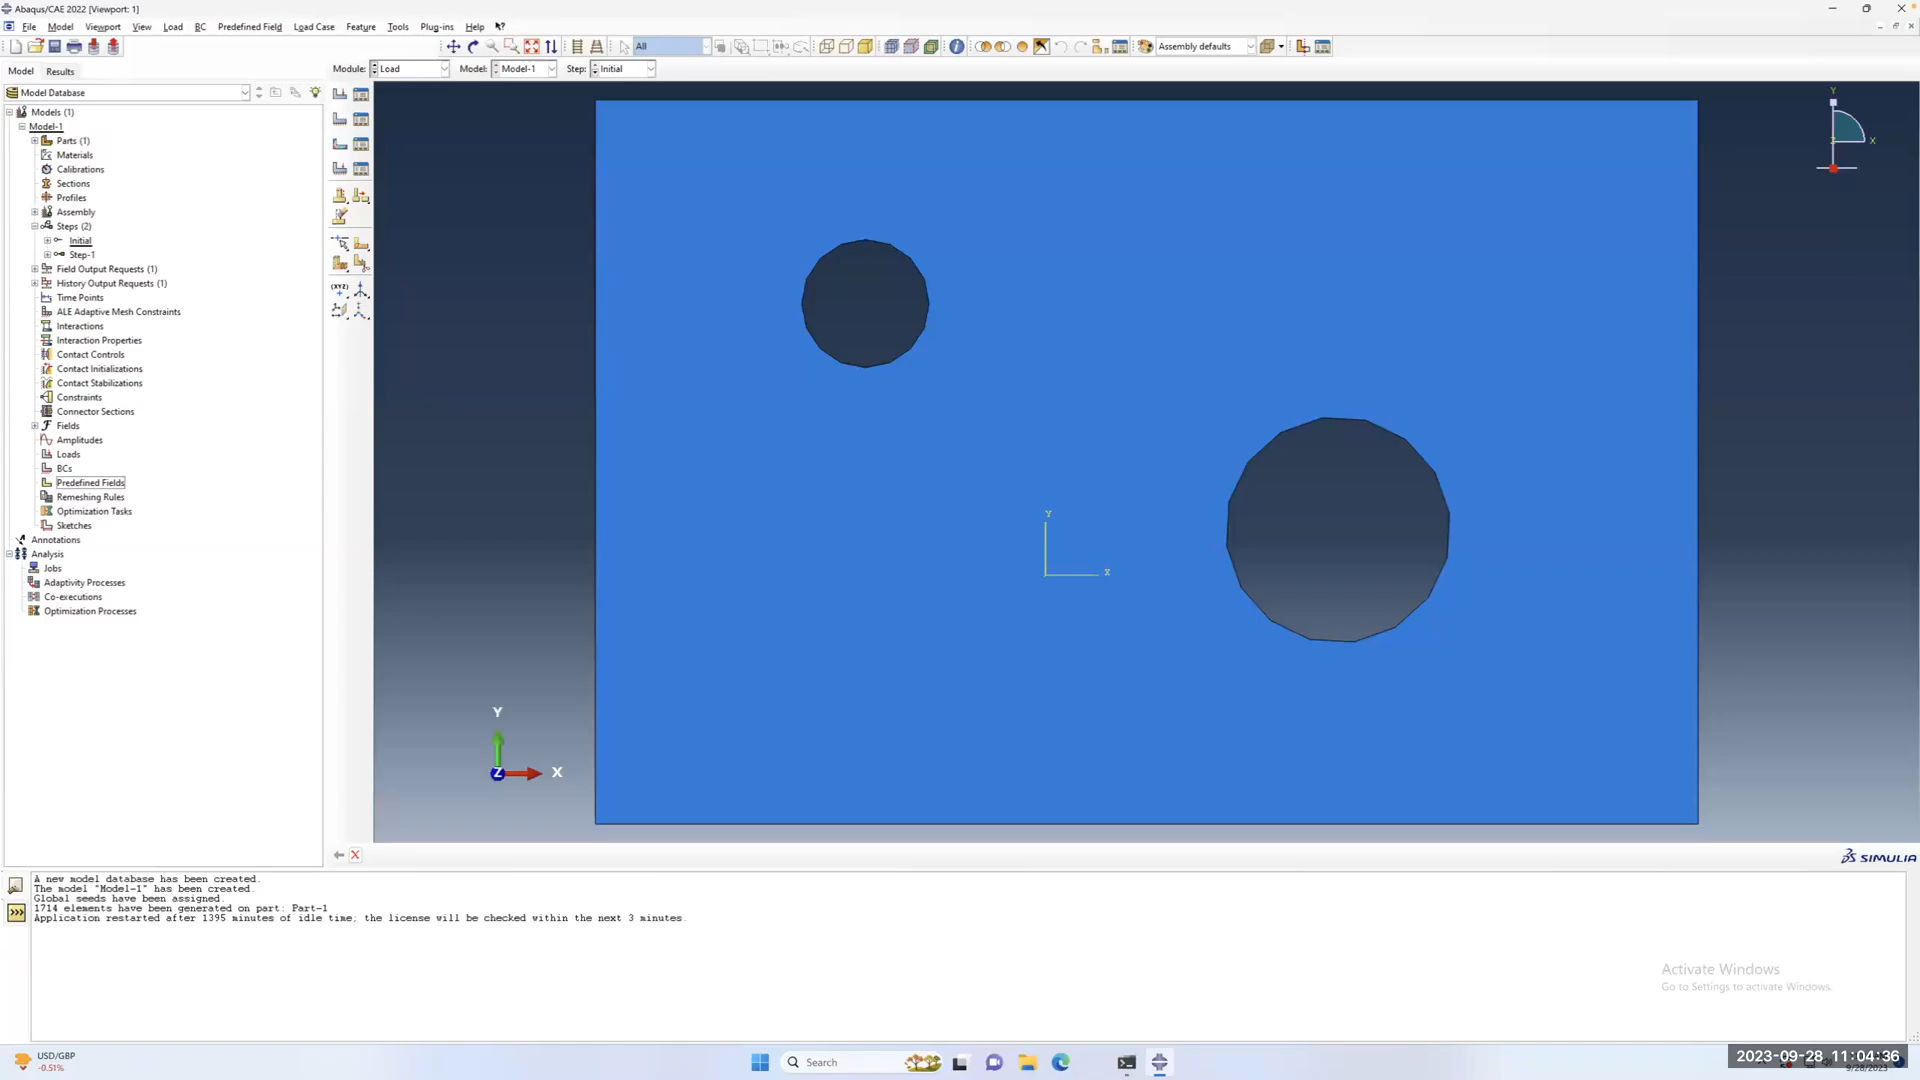 Abaqus/CAE 2022 [Viewport: 1]
File Model Viewport View Load BC Predefined Field Load Case Feature Tools Plug-ins Help
All
Assembly defaults
Model Results
Module: Load Model: Model-1 Step: Initial
Model Database
Models (1)
Model-1
Parts (1)
Materials
Calibrations
Sections
Profiles
Assembly
Steps (2)
Initial
Step-1
Field Output Requests (1)
History Output Requests (1)
Time Points
ALE Adaptive Mesh Constraints
Interactions
Interaction Properties
Contact Controls
Contact Initializations
Contact Stabilizations
Constraints
Connector Sections
Fields
Amplitudes
Loads
BCs
Predefined Fields
Remeshing Rules
Optimization Tasks
Sketches
Annotations
Analysis
Jobs
Adaptivity Processes
Co-executions
Optimization Processes
(XYZ)
Y
X
Z
Y
X
Y
X
Z
SIMULIA
A new model database has been created.
The model "Model-1" has been created.
Global seeds have been assigned.
1714 elements have been generated on part: Part-1
Application restarted after 1395 minutes of idle time; the license will be checked within the next 3 minutes.
Activate Windows
Go to Settings to activate Windows.
USD/GBP
-0.51%
Search
2023-09-28 11:04:36
9/28/2023